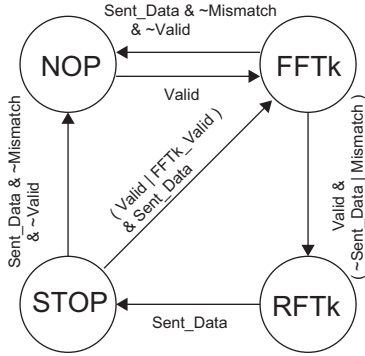 Sent_Data & ~Mismatch
& ~Valid
NOP
FFTk
Valid
Sent_Data & ~Mismatch
& ~Valid
( Valid | FFTk_Valid )
& Sent_Data
Valid &
( ~Sent_Data | Mismatch )
STOP
RFTk
Sent_Data